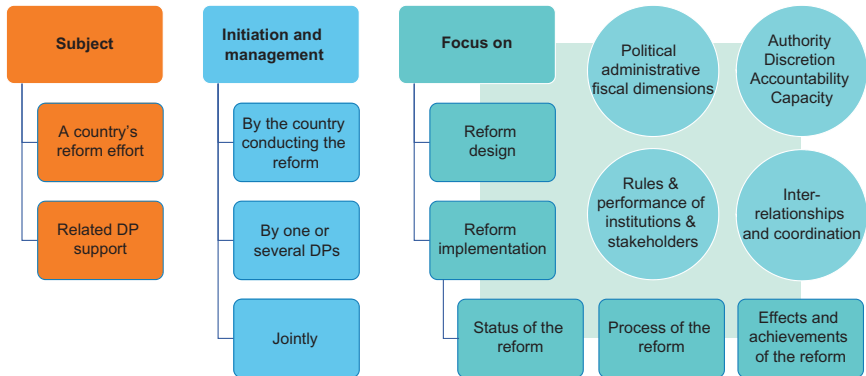 Subject
A country's
reform effort
Related DP
support
Initiation and
management
By the country
conducting the
reform
By one or
several DPs
Jointly
Focus on
Reform
design
Reform
implementation
Status of the
reform
Process of the
reform
Effects and
achievements
of the reform
Political
administrative
fiscal dimensions
Authority
Discretion
Accountability
Capacity
Rules &
performance of
institutions &
stakeholders
Inter-
relationships
and coordination